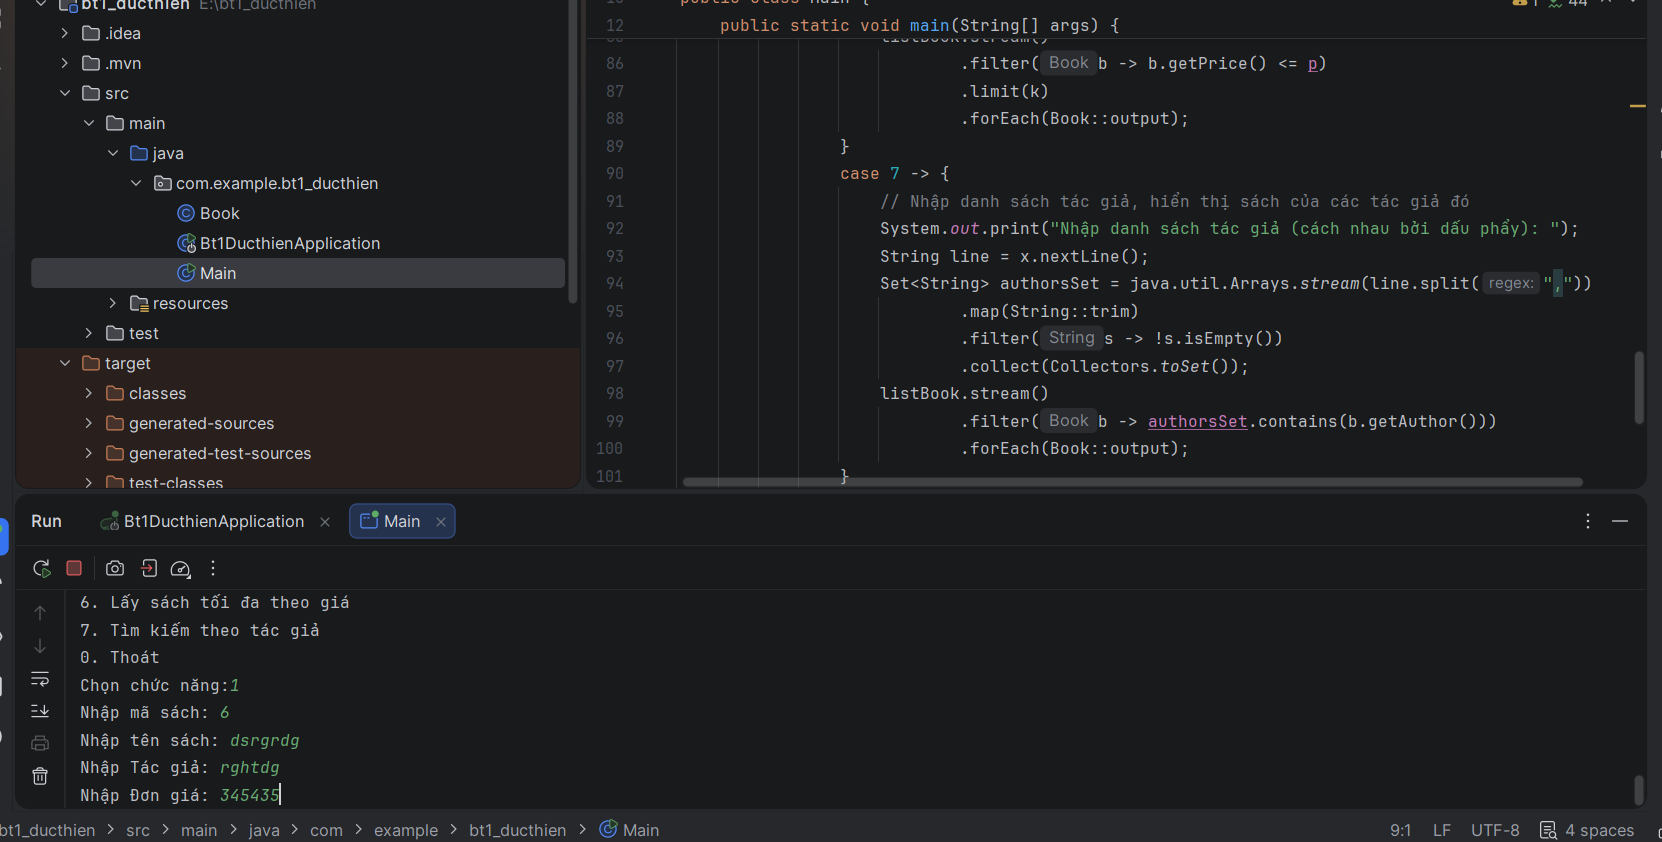 bt1_ducthien E:\bt1_ducthien
.idea
.mvn
src
main
java
com.example.bt1_ducthien
Book
Bt1DucthienApplication
Main
resources
test
target
classes
generated-sources
generated-test-sources
test-classes
10 public class Main {
12 public static void main(String[] args) {
1 44
listBook.stream()
86 .filter( Book b -> b.getPrice() <= p)
87 .limit(k)
88 .forEach(Book::output);
89 }
90 case 7 -> {
91 // Nhập danh sách tác giả, hiển thị sách của các tác giả đó
92 System.out.print("Nhập danh sách tác giả (cách nhau bởi dấu phẩy): ");
93 String line = x.nextLine();
94 Set<String> authorsSet = java.util.Arrays.stream(line.split( regex: ","))
95 .map(String::trim)
96 .filter( String s -> !s.isEmpty())
97 .collect(Collectors.toSet());
98 listBook.stream()
99 .filter( Book b -> authorsSet.contains(b.getAuthor()))
100 .forEach(Book::output);
101 }
Run Bt1DucthienApplication Main
6. Lấy sách tối đa theo giá
7. Tìm kiếm theo tác giả
0. Thoát
Chọn chức năng:1
Nhập mã sách: 6
Nhập tên sách: dsrgrdg
Nhập Tác giả: rghtdg
Nhập Đơn giá: 345435
bt1_ducthien > src > main > java > com > example > bt1_ducthien > Main 9:1 LF UTF-8 4 spaces